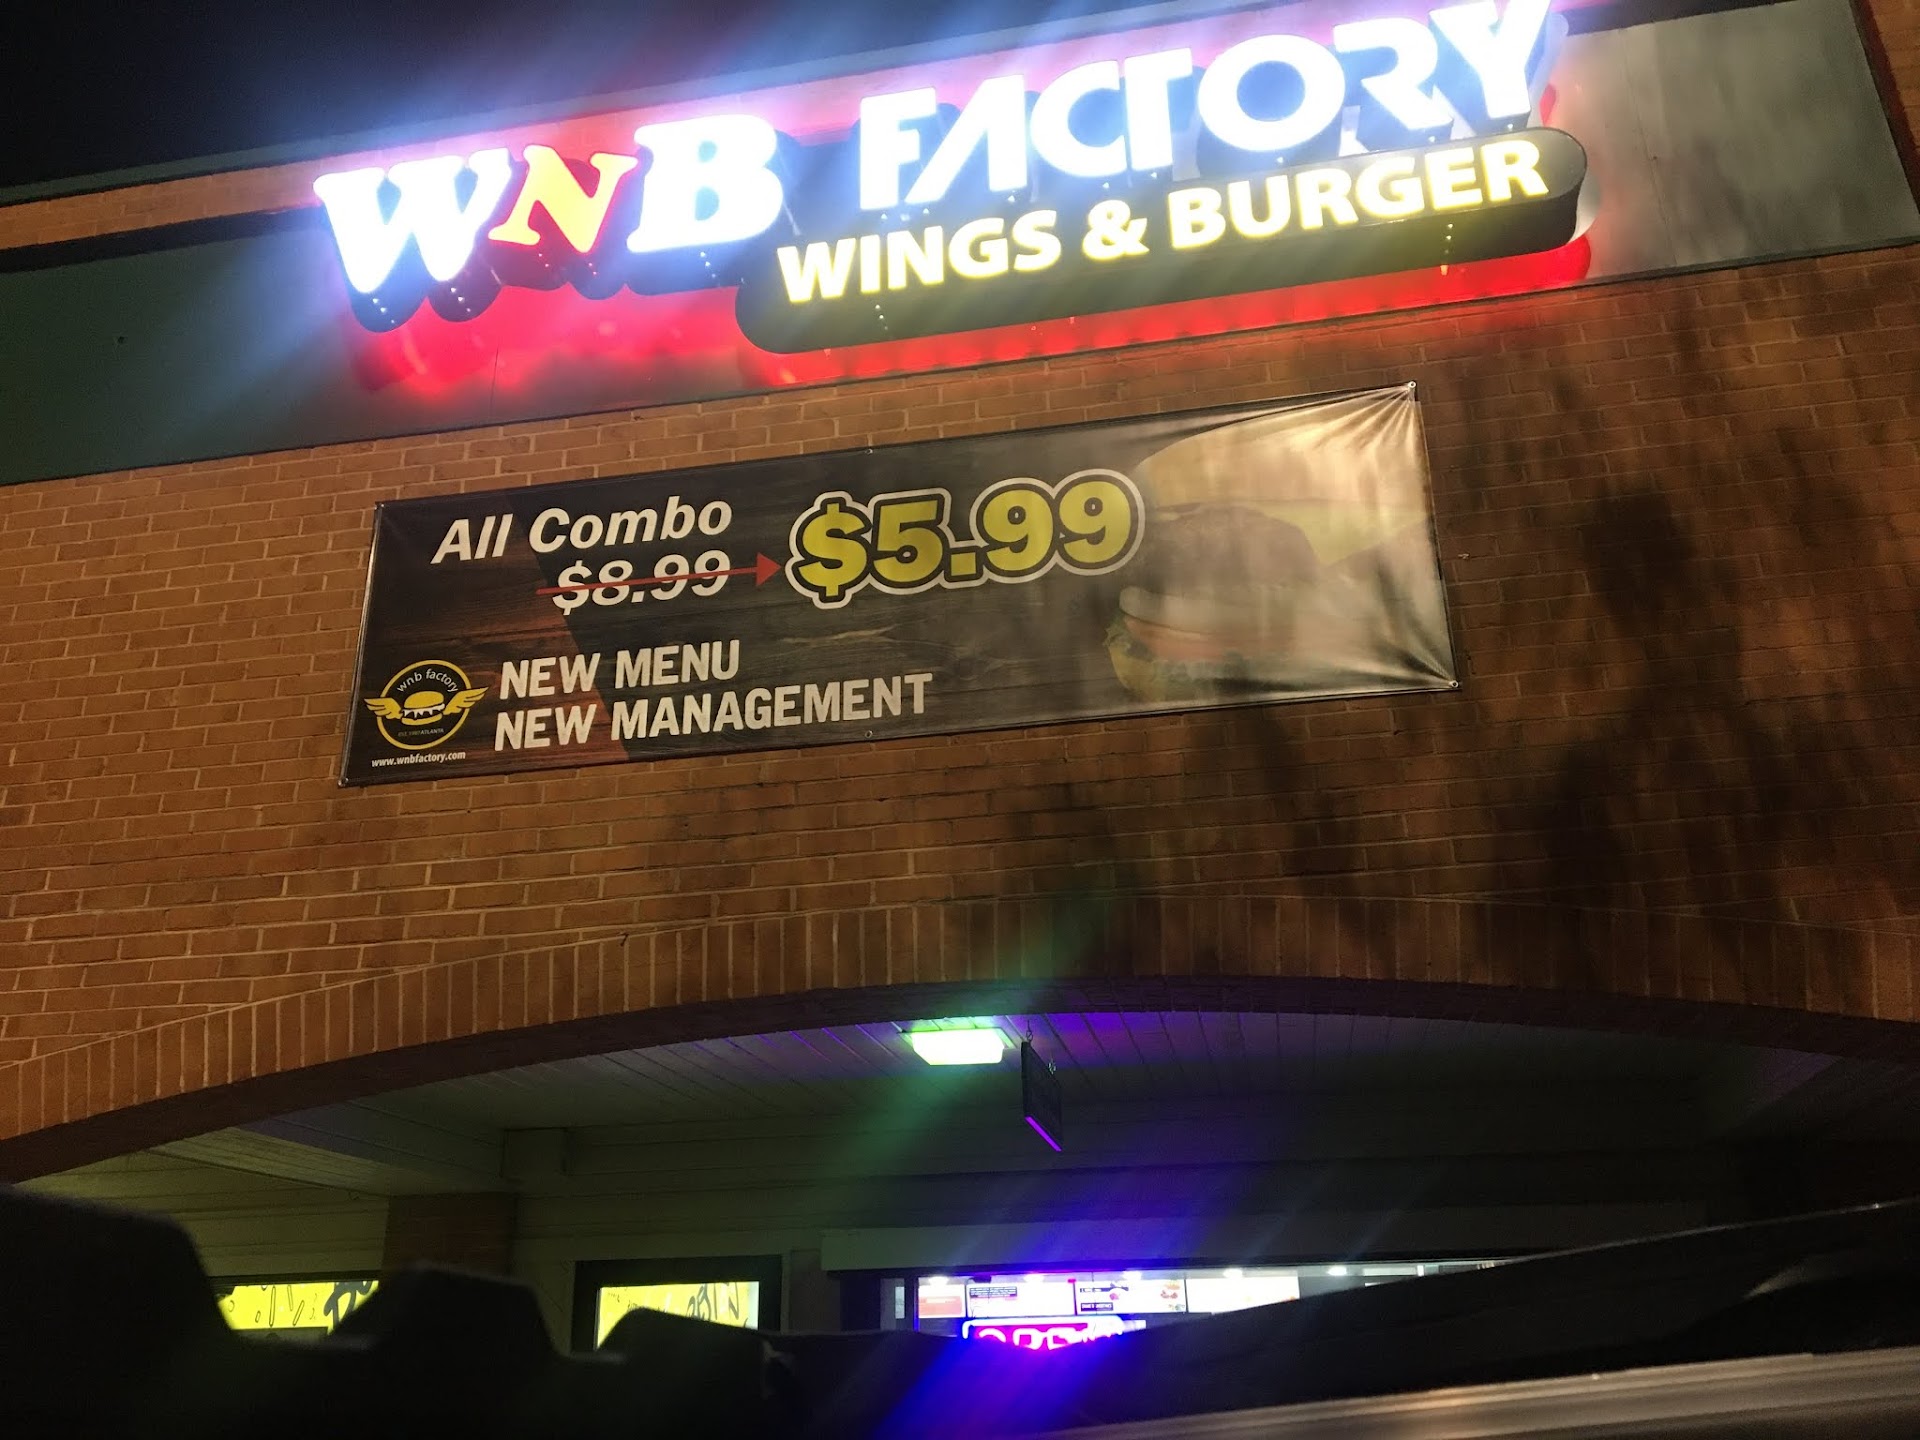 WNB FACTORY
WINGS & BURGER
All Combo
$8.99 $5.99
NEW MENU
NEW MANAGEMENT
wnb factory
www.wnbfactory.com
OPEN